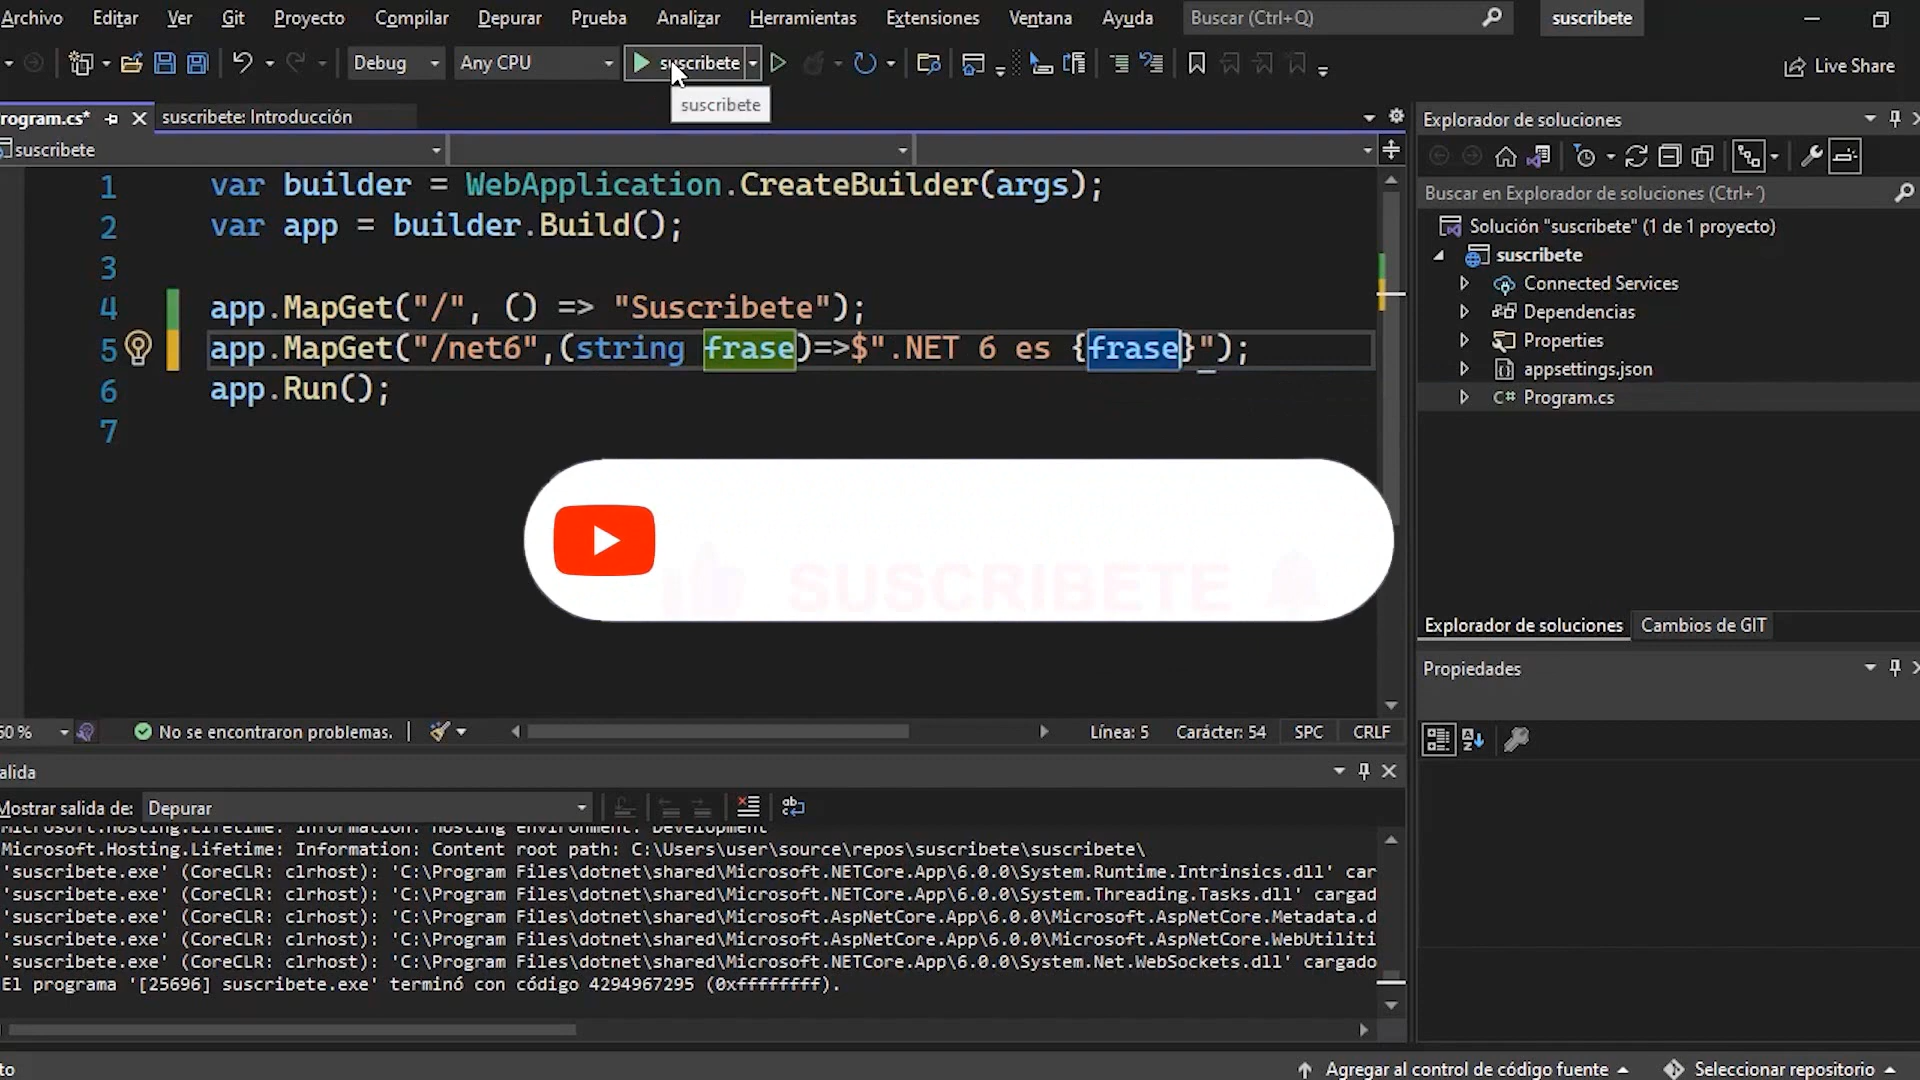 Archivo Editar Ver Git Proyecto Compilar Depurar Prueba Analizar Herramientas Extensiones Ventana Ayuda Buscar (Ctrl+Q) suscribete
Debug Any CPU suscribete Live Share
suscribete
rogram.cs* suscribete: Introducción
suscribete
1 var builder = WebApplication.CreateBuilder(args);
2 var app = builder.Build();
3
4 app.MapGet("/", () => "Suscribete");
5 app.MapGet("/net6",(string frase)=>$".NET 6 es {frase}");
6 app.Run();
7
SUSCRIBETE
50 % No se encontraron problemas. Línea: 5 Carácter: 54 SPC CRLF
alida
Mostrar salida de: Depurar
Microsoft.Hosting.Lifetime: Information: Hosting environment: Development
Microsoft.Hosting.Lifetime: Information: Content root path: C:\Users\user\source\repos\suscribete\suscribete\
'suscribete.exe' (CoreCLR: clrhost): 'C:\Program Files\dotnet\shared\Microsoft.NETCore.App\6.0.0\System.Runtime.Intrinsics.dll' car
'suscribete.exe' (CoreCLR: clrhost): 'C:\Program Files\dotnet\shared\Microsoft.NETCore.App\6.0.0\System.Threading.Tasks.dll' cargad
'suscribete.exe' (CoreCLR: clrhost): 'C:\Program Files\dotnet\shared\Microsoft.AspNetCore.App\6.0.0\Microsoft.AspNetCore.Metadata.d
'suscribete.exe' (CoreCLR: clrhost): 'C:\Program Files\dotnet\shared\Microsoft.AspNetCore.App\6.0.0\Microsoft.AspNetCore.WebUtiliti
'suscribete.exe' (CoreCLR: clrhost): 'C:\Program Files\dotnet\shared\Microsoft.NETCore.App\6.0.0\System.Net.WebSockets.dll' cargado
El programa '[25696] suscribete.exe' terminó con código 4294967295 (0xffffffff).
Explorador de soluciones
Buscar en Explorador de soluciones (Ctrl+´)
Solución "suscribete" (1 de 1 proyecto)
suscribete
Connected Services
Dependencias
Properties
appsettings.json
C# Program.cs
Explorador de soluciones Cambios de GIT
Propiedades
to Agregar al control de código fuente Seleccionar repositorio